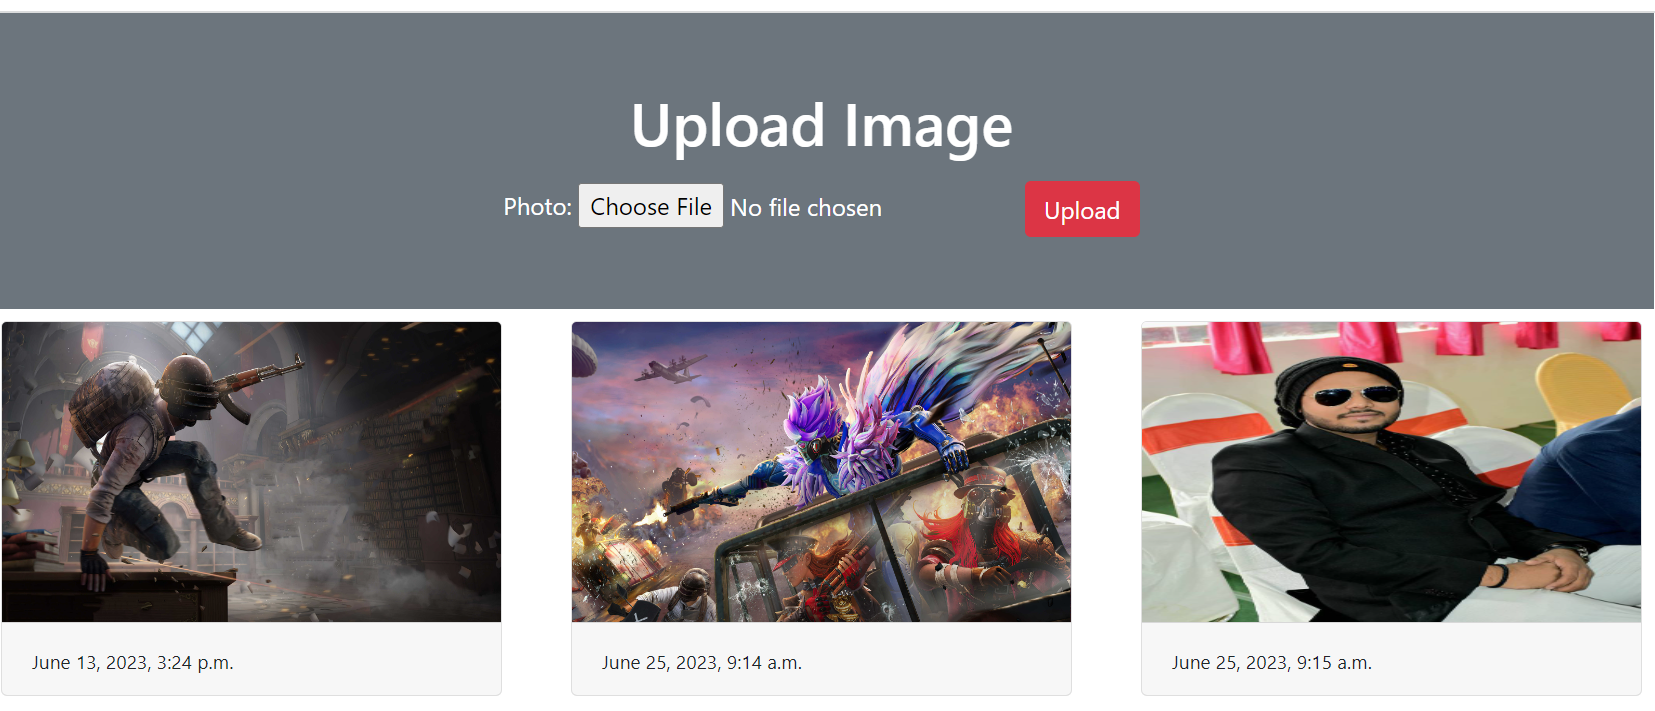 Upload Image
Photo: Choose File No file chosen Upload
June 13, 2023, 3:24 p.m.
June 25, 2023, 9:14 a.m.
June 25, 2023, 9:15 a.m.